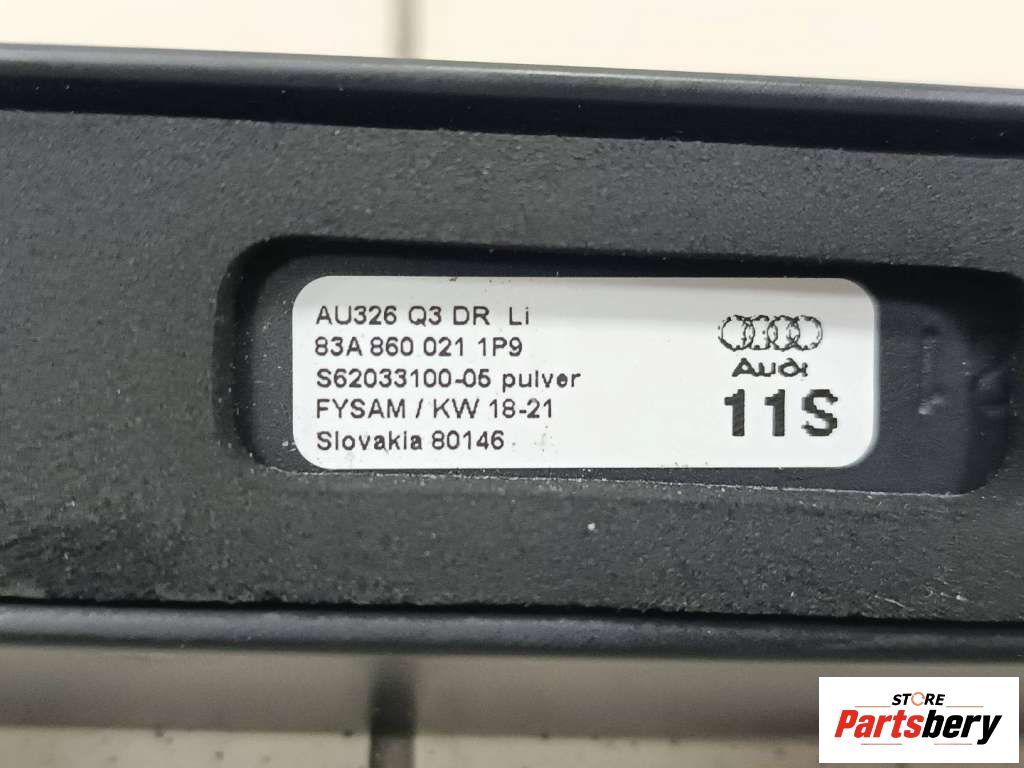 AU326 Q3 DR Li
83A 860 021 1P9
S62033100-05 pulver
FYSAM / KW 18-21
Slovakia 80146
Audi
11S
STORE
Partsbery